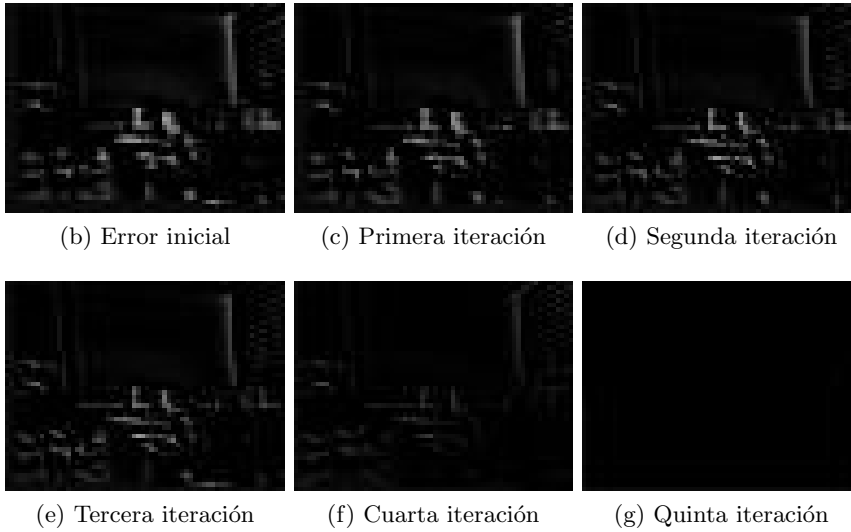 (b) Error inicial
(c) Primera iteración
(d) Segunda iteración
(e) Tercera iteración
(f) Cuarta iteración
(g) Quinta iteración